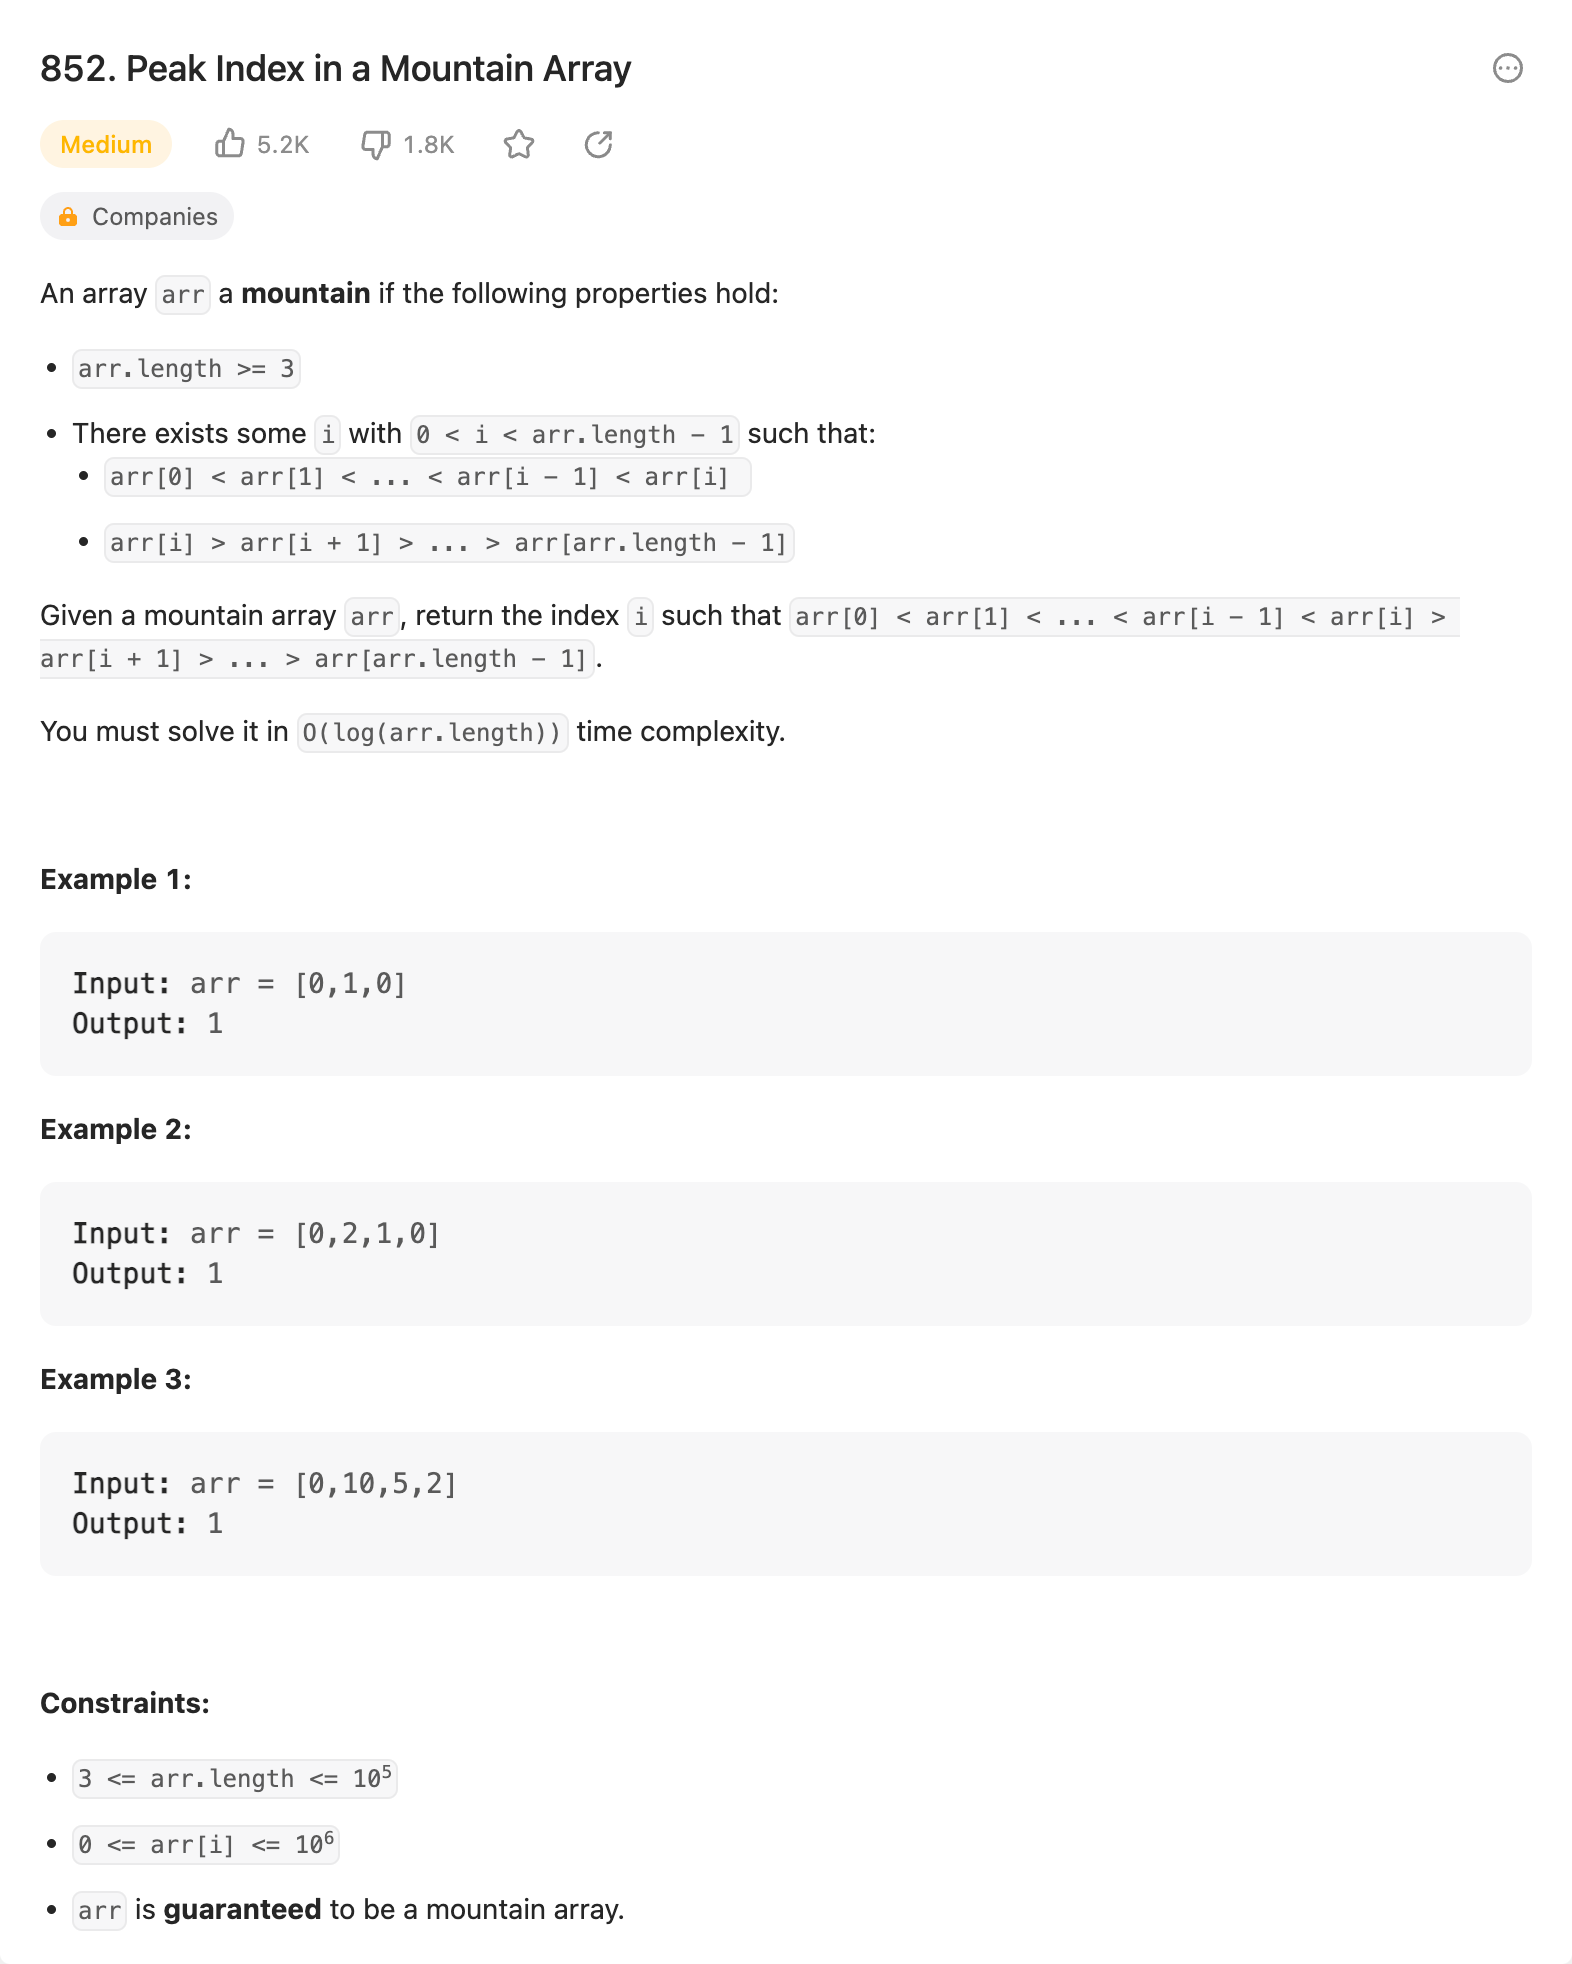 852. Peak Index in a Mountain Array
Medium 5.2K 1.8K
Companies
An array arr a mountain if the following properties hold:
• arr.length >= 3
• There exists some i with 0 < i < arr.length - 1 such that:
• arr[0] < arr[1] < ... < arr[i - 1] < arr[i]
• arr[i] > arr[i + 1] > ... > arr[arr.length - 1]
Given a mountain array arr, return the index i such that arr[0] < arr[1] < ... < arr[i - 1] < arr[i] >
arr[i + 1] > ... > arr[arr.length - 1].
You must solve it in O(log(arr.length)) time complexity.
Example 1:
Input: arr = [0,1,0]
Output: 1
Example 2:
Input: arr = [0,2,1,0]
Output: 1
Example 3:
Input: arr = [0,10,5,2]
Output: 1
Constraints:
• 3 <= arr.length <= 10⁵
• 0 <= arr[i] <= 10⁶
• arr is guaranteed to be a mountain array.